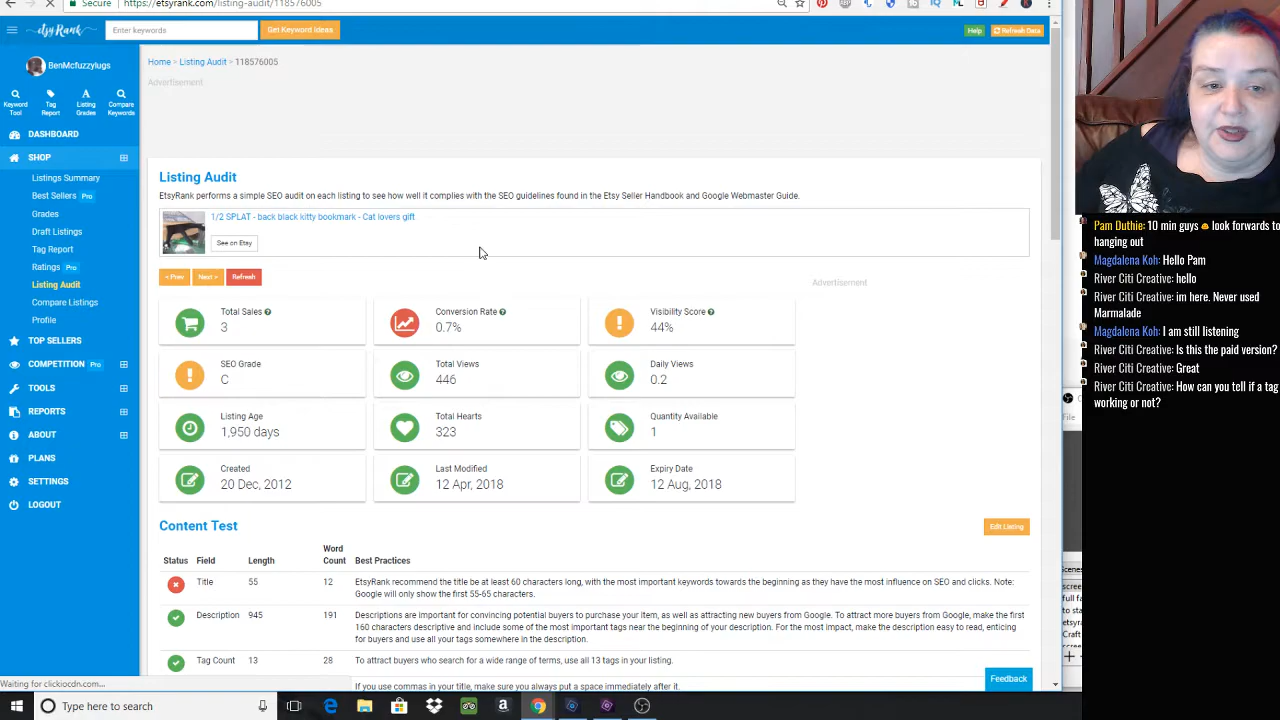 Secure
https://etsyrank.com/listing-audit/118576005
etsyRank
Enter keywords
Get Keyword Ideas
Help
Refresh Data
BenMcfuzzylugs
Home > Listing Audit > 118576005
Advertisement
Keyword Tool
Tag Report
Listing Grades
Compare Keywords
DASHBOARD
SHOP
Listings Summary
Best Sellers Pro
Grades
Draft Listings
Tag Report
Ratings Pro
Listing Audit
Compare Listings
Profile
TOP SELLERS
COMPETITION Pro
TOOLS
REPORTS
ABOUT
PLANS
SETTINGS
LOGOUT
Listing Audit
EtsyRank performs a simple SEO audit on each listing to see how well it complies with the SEO guidelines found in the Etsy Seller Handbook and Google Webmaster Guide.
1/2 SPLAT - back black kitty bookmark - Cat lovers gift
See on Etsy
< Prev
Next >
Refresh
Advertisement
Total Sales
3
Conversion Rate
0.7%
Visibility Score
44%
SEO Grade
C
Total Views
446
Daily Views
0.2
Listing Age
1,950 days
Total Hearts
323
Quantity Available
1
Created
20 Dec, 2012
Last Modified
12 Apr, 2018
Expiry Date
12 Aug, 2018
Content Test
Edit Listing
Status Field Length Word Count Best Practices
Title 55 12 EtsyRank recommend the title be at least 60 characters long, with the most important keywords towards the beginning as they have the most influence on SEO and clicks. Note:
Google will only show the first 55-65 characters.
Description 945 191 Descriptions are important for convincing potential buyers to purchase your item, as well as attracting new buyers from Google. To attract more buyers from Google, make the first
160 characters descriptive and include some of the most important tags near the beginning of your description. For the most impact, make the description easy to read, enticing
for buyers and use all your tags somewhere in the description.
Tag Count 13 28 To attract buyers who search for a wide range of terms, use all 13 tags in your listing.
If you use commas in your title, make sure you always put a space immediately after it.
Feedback
Waiting for clickiocdn.com...
Type here to search
Pam Duthie: 10 min guys look forward to
hanging out
Magdalena Koh: Hello Pam
River Citi Creative: hello
River Citi Creative: im here. Never used
Marmalade
Magdalena Koh: I am still listening
River Citi Creative: Is this the paid version?
River Citi Creative: Great
River Citi Creative: How can you tell if a tag
working or not?
File
Scenes
scree
full fa
to sta
etsyra
Craft
scree